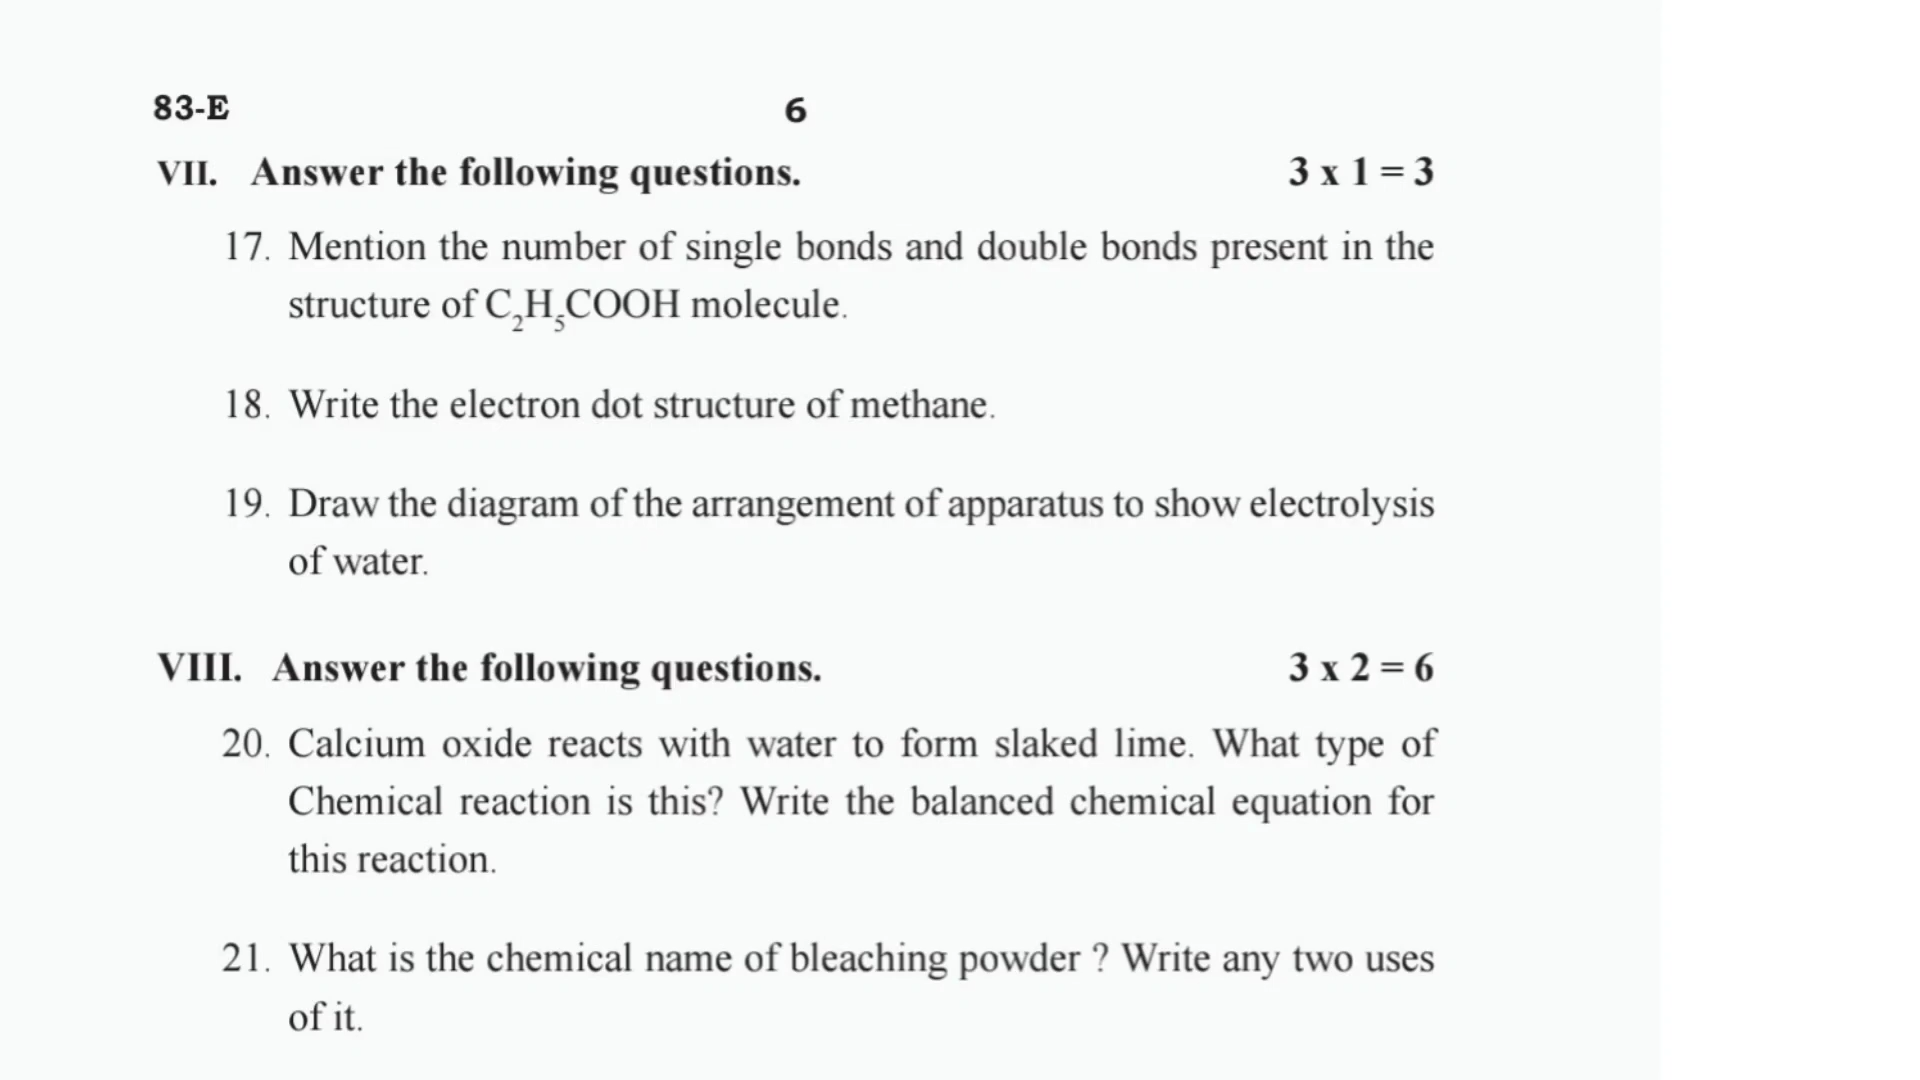 83-E 6
VII. Answer the following questions. 3 x 1 = 3
17. Mention the number of single bonds and double bonds present in the
structure of C₂H₅COOH molecule.
18. Write the electron dot structure of methane.
19. Draw the diagram of the arrangement of apparatus to show electrolysis
of water.
VIII. Answer the following questions. 3 x 2 = 6
20. Calcium oxide reacts with water to form slaked lime. What type of
Chemical reaction is this? Write the balanced chemical equation for
this reaction.
21. What is the chemical name of bleaching powder ? Write any two uses
of it.